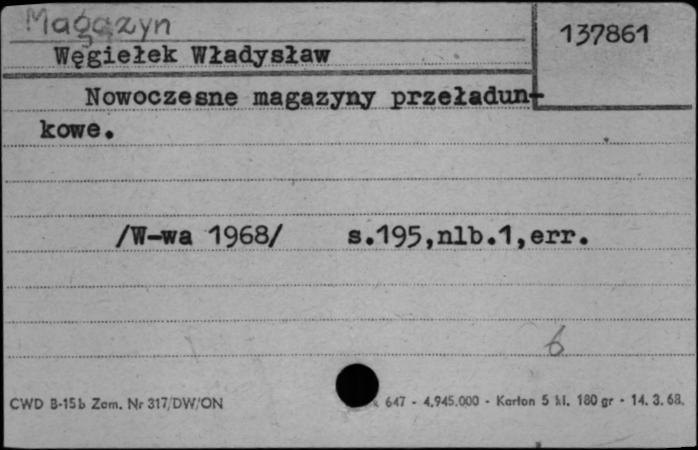 Magazyn
137861
Węgiełek Władysław
Nowoczesne magazyny przeładun-
kowe.
/W-wa 1968/ s.195,nlb.1,err.
6
CWD B-15b Zam. Nr 317/DW/ON 647 - 4.945.000 - Karton 5 kl. 180 gr - 14. 3. 68.